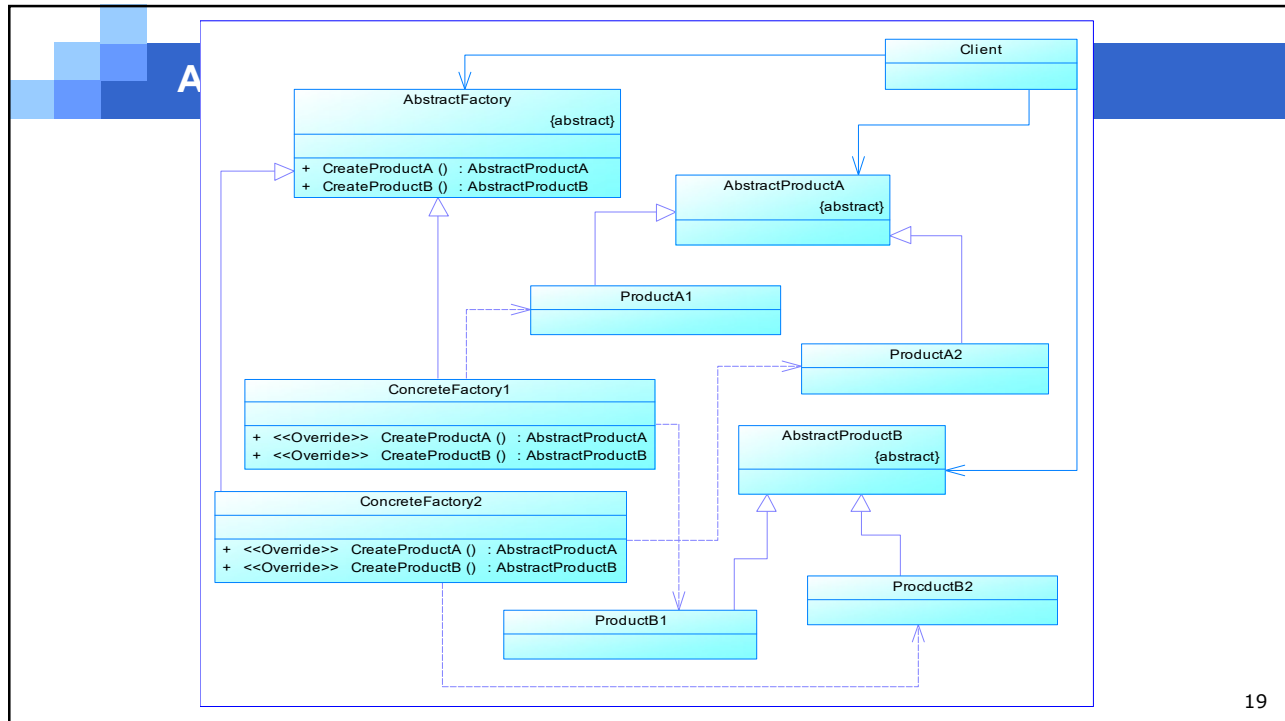 A
Client
AbstractFactory
{abstract}
+ CreateProductA () : AbstractProductA
+ CreateProductB () : AbstractProductB
AbstractProductA
{abstract}
ProductA1
ProductA2
ConcreteFactory1
+ <<Override>> CreateProductA () : AbstractProductA
+ <<Override>> CreateProductB () : AbstractProductB
AbstractProductB
{abstract}
ConcreteFactory2
+ <<Override>> CreateProductA () : AbstractProductA
+ <<Override>> CreateProductB () : AbstractProductB
ProcductB2
ProductB1
19